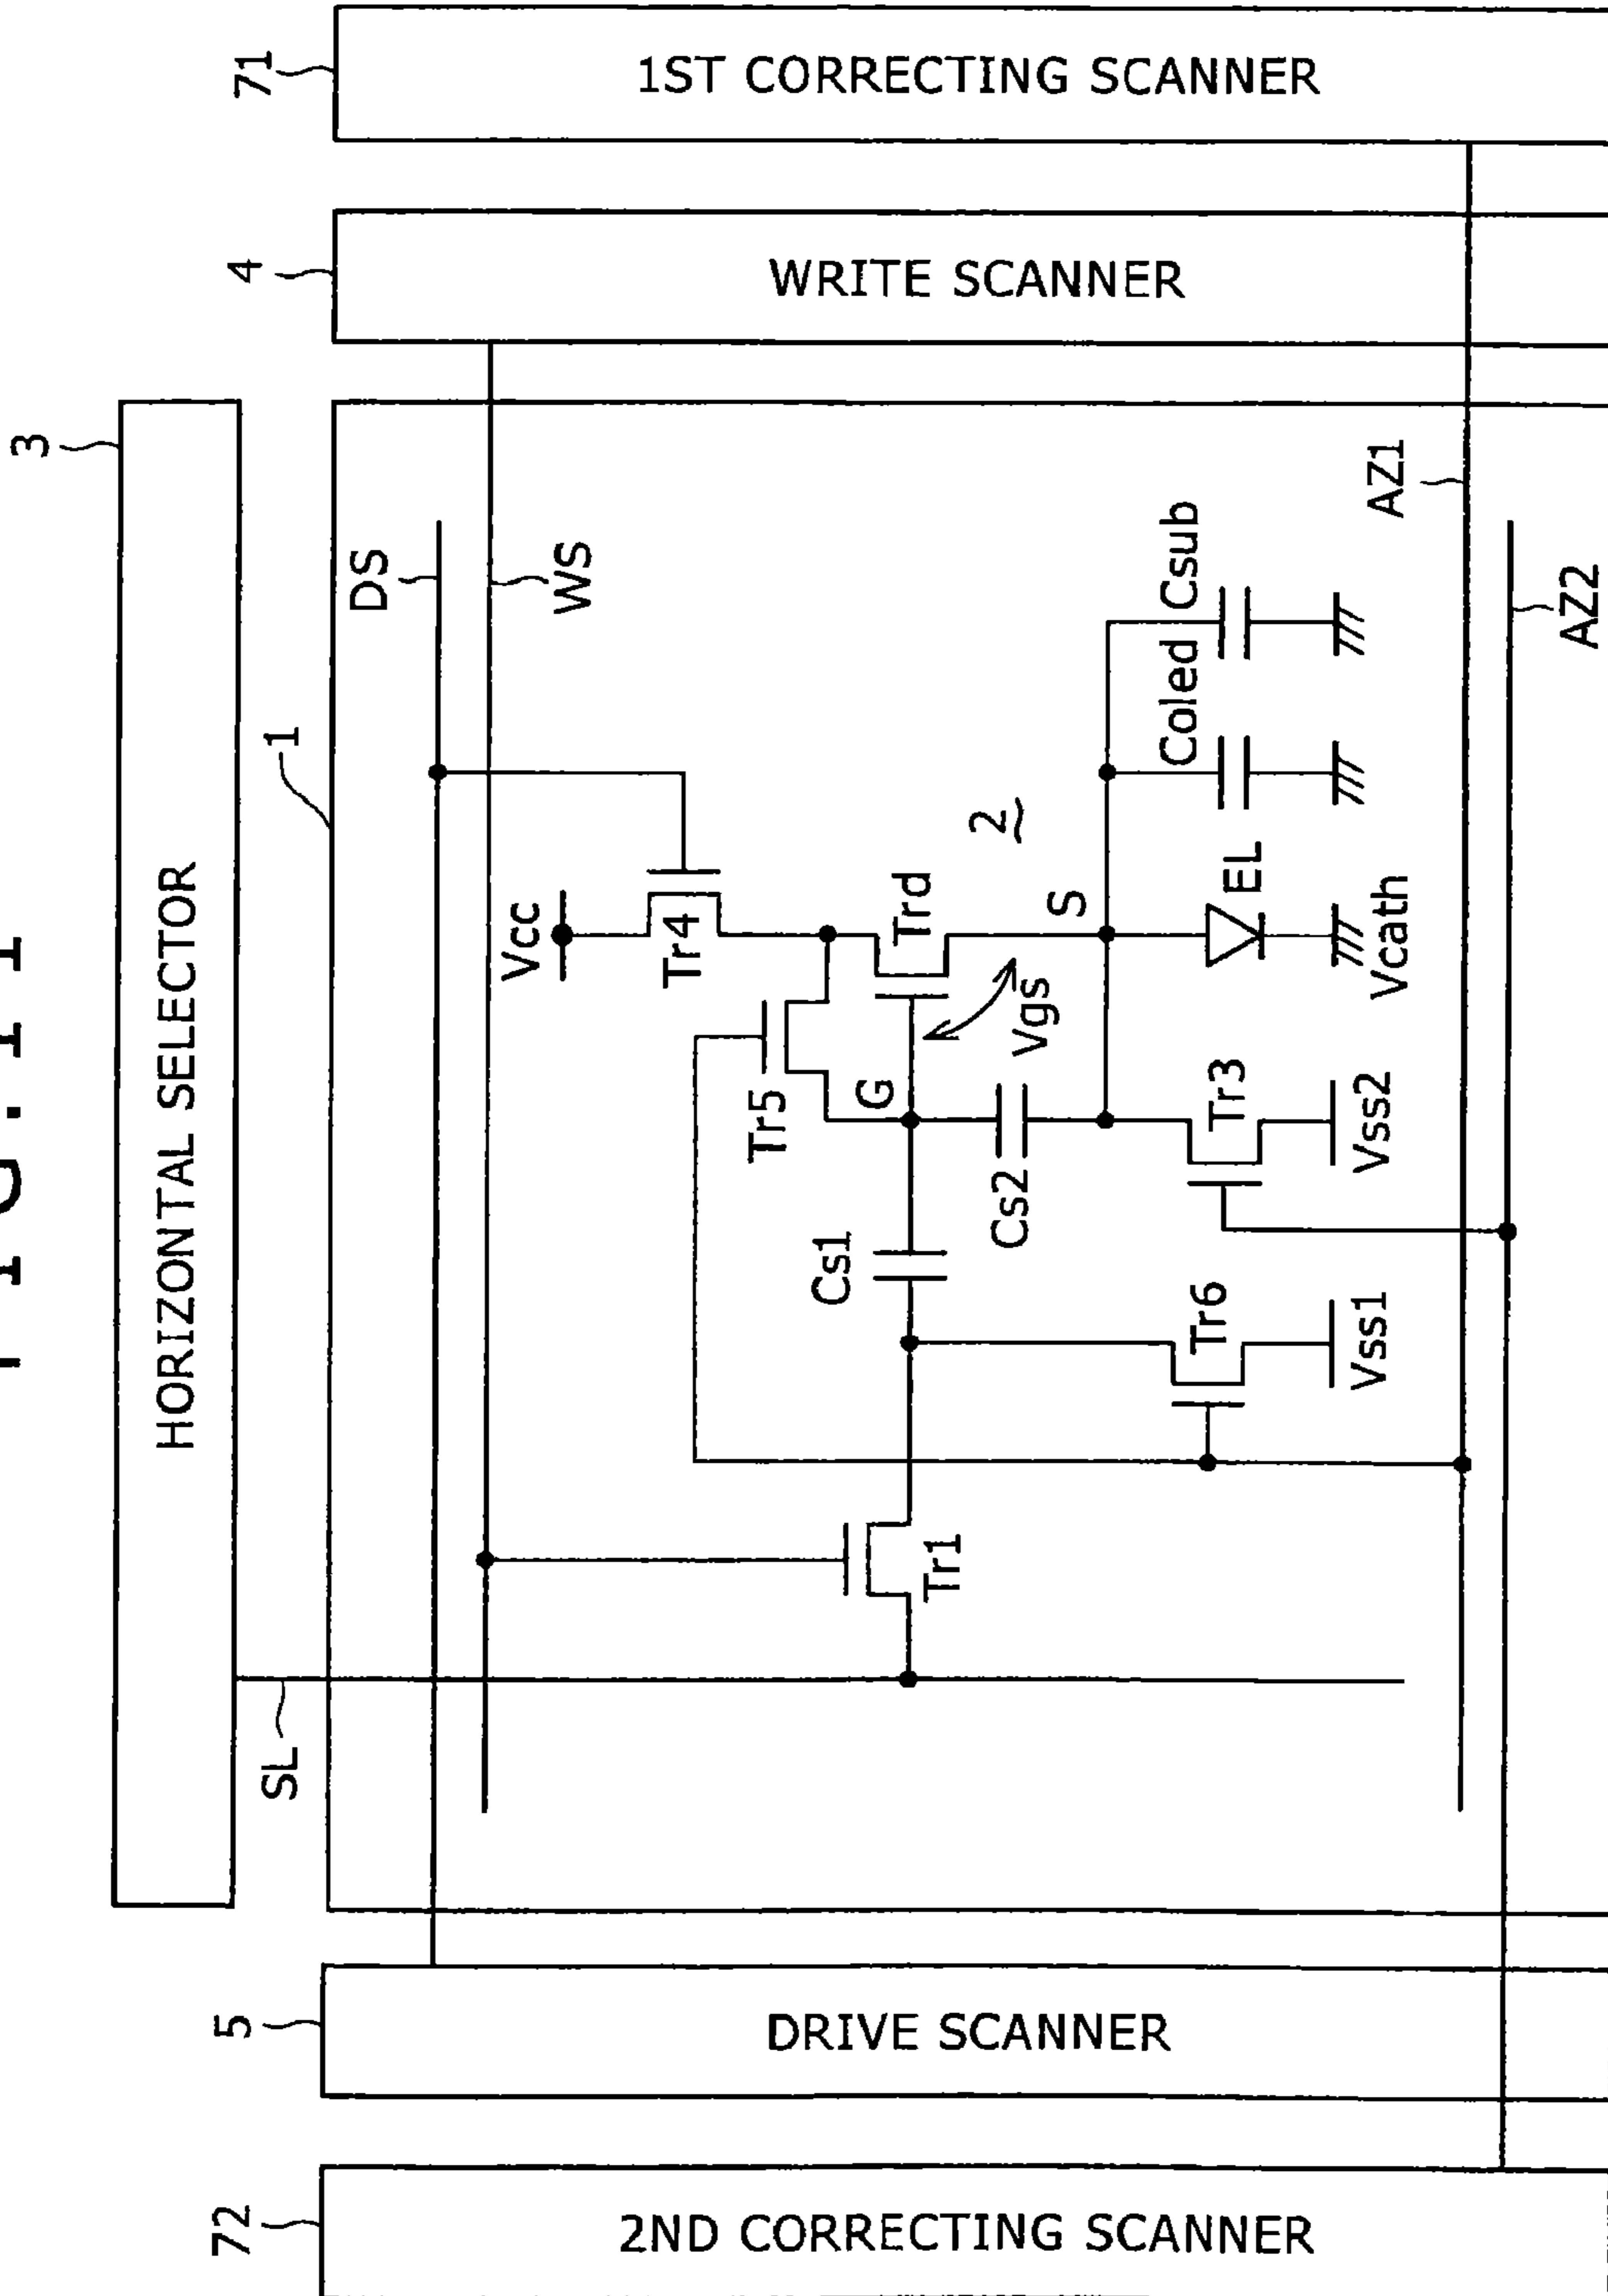 3
HORIZONTAL SELECTOR
72
5
SL
1
4
71
2ND CORRECTING SCANNER
DRIVE SCANNER
WRITE SCANNER
1ST CORRECTING SCANNER
DS
WS
Vcc
Tr4
Tr5
Cs1
G
Trd
Tr1
Cs2
Vgs
2
S
Tr6
Tr3
EL
Coled
Csub
Vss1
Vss2
Vcath
AZ1
AZ2